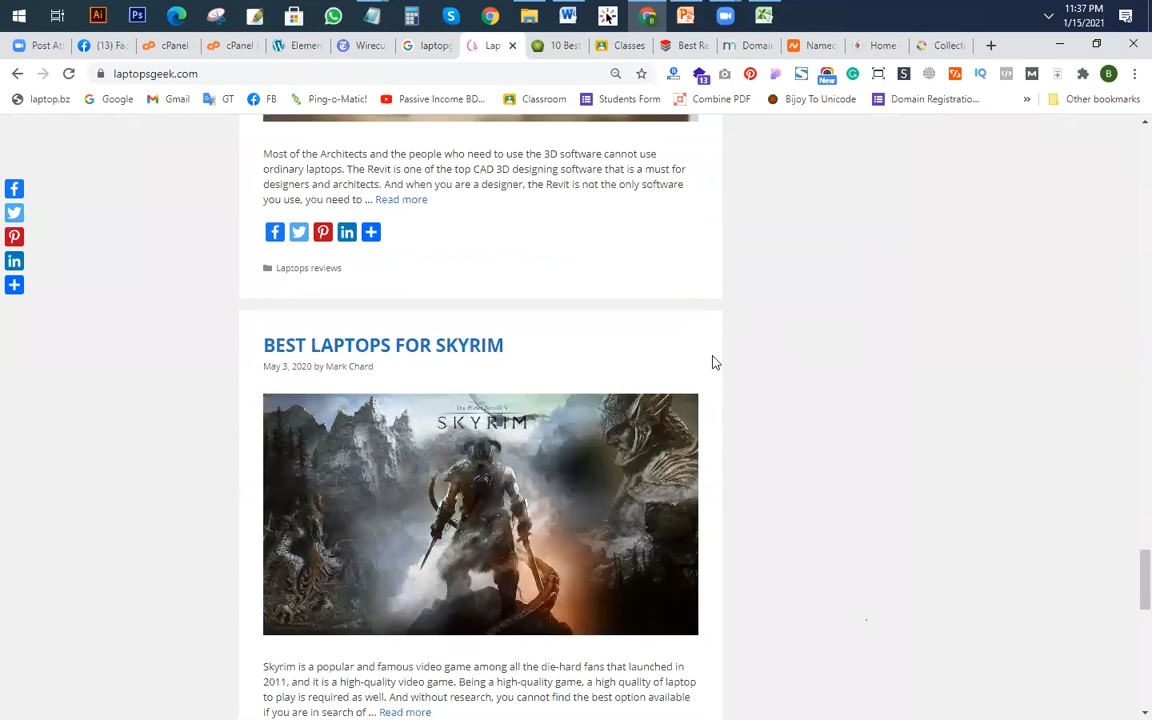 11:37 PM
1/15/2021
Post At
(13) Fa
cPanel
cPanel
Elemen
Wirecu
laptop
Lap
10 Best
Classes
Best Re
Domai
Namec
Home -
Collect
laptopsgeek.com
13
New
laptop.bz
Google
Gmail
GT
FB
Ping-o-Matic!
Passive Income BD...
Classroom
Students Form
Combine PDF
Bijoy To Unicode
Domain Registratio...
Other bookmarks
Most of the Architects and the people who need to use the 3D software cannot use
ordinary laptops. The Revit is one of the top CAD 3D designing software that is a must for
designers and architects. And when you are a designer, the Revit is not the only software
you use, you need to ... Read more
Laptops reviews
BEST LAPTOPS FOR SKYRIM
May 3, 2020 by Mark Chard
The Elder Scrolls V
SKYRIM
Skyrim is a popular and famous video game among all the die-hard fans that launched in
2011, and it is a high-quality video game. Being a high-quality game, a high quality of laptop
to play is required as well. And without research, you cannot find the best option available
if you are in search of ... Read more